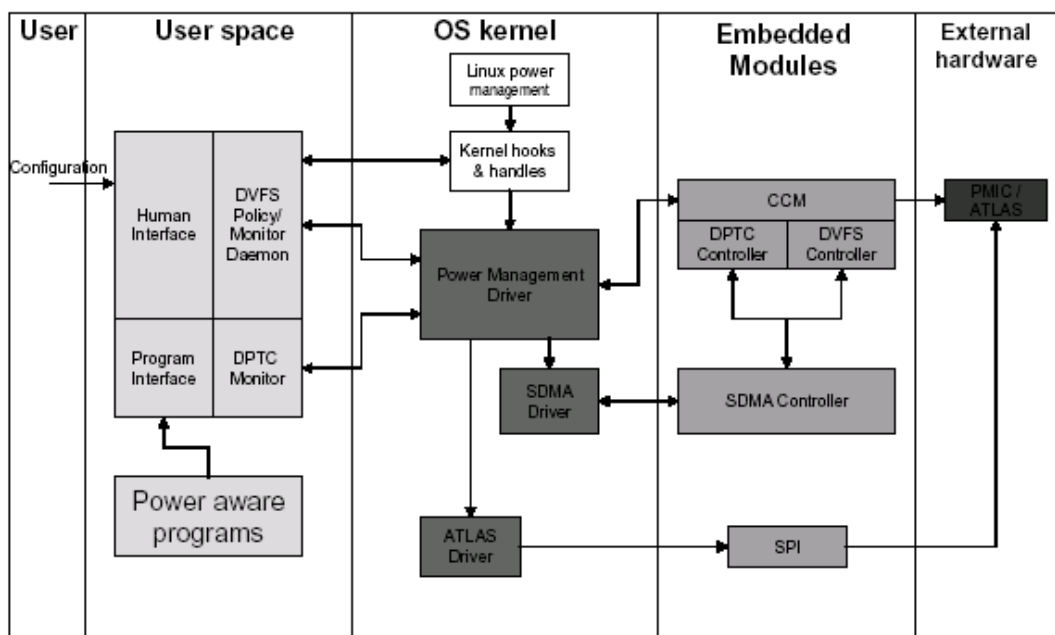 User
User space
OS kernel
Embedded
Modules
External
hardware
Linux power
management
Kernel hooks
& handles
Configuration
Human
Interface
DVFS
Policy/
Monitor
Daemon
Program
Interface
DPTC
Monitor
Power aware
programs
Power Management
Driver
SDMA
Driver
ATLAS
Driver
CCM
DPTC
Controller
DVFS
Controller
SDMA Controller
SPI
PMIC /
ATLAS